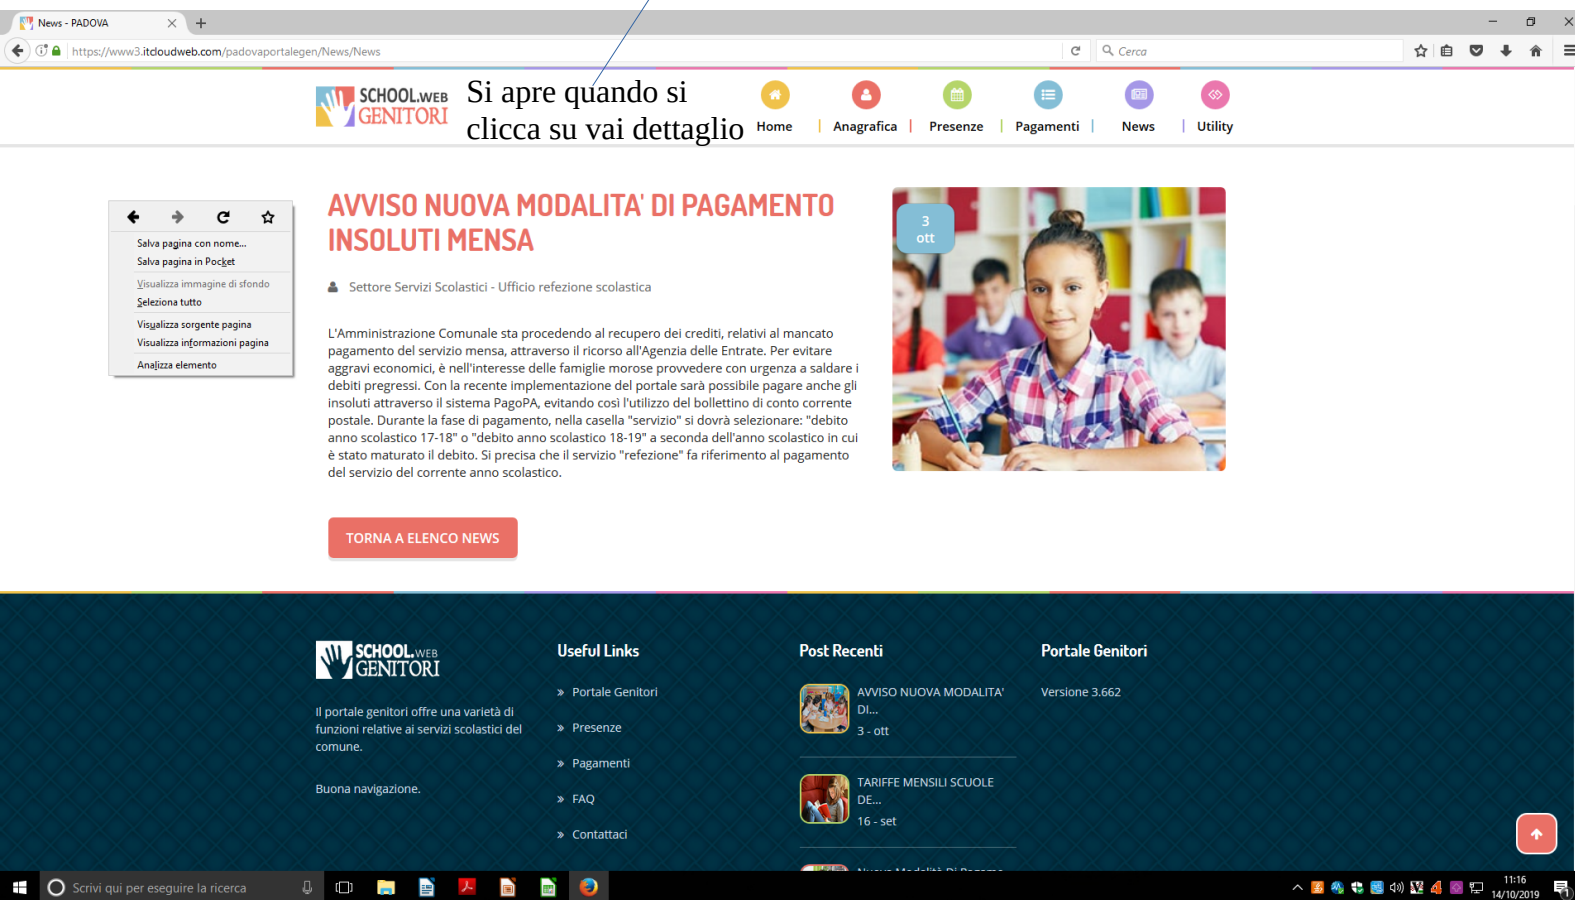 News - PADOVA
https://www3.itcloudweb.com/padovaportalegen/News/News
Cerca
SCHOOL.WEB
GENITORI
Si apre quando si
clicca su vai dettaglio
Home
Anagrafica
Presenze
Pagamenti
News
Utility
Salva pagina con nome...
Salva pagina in Pocket
Visualizza immagine di sfondo
Seleziona tutto
Visualizza sorgente pagina
Visualizza informazioni pagina
Analizza elemento
AVVISO NUOVA MODALITA' DI PAGAMENTO
INSOLUTI MENSA
Settore Servizi Scolastici - Ufficio refezione scolastica
L'Amministrazione Comunale sta procedendo al recupero dei crediti, relativi al mancato
pagamento del servizio mensa, attraverso il ricorso all'Agenzia delle Entrate. Per evitare
aggravi economici, è nell'interesse delle famiglie morose provvedere con urgenza a saldare i
debiti pregressi. Con la recente implementazione del portale sarà possibile pagare anche gli
insoluti attraverso il sistema PagoPA, evitando così l'utilizzo del bollettino di conto corrente
postale. Durante la fase di pagamento, nella casella "servizio" si dovrà selezionare: "debito
anno scolastico 17-18" o "debito anno scolastico 18-19" a seconda dell'anno scolastico in cui
è stato maturato il debito. Si precisa che il servizio "refezione" fa riferimento al pagamento
del servizio del corrente anno scolastico.
3
ott
TORNA A ELENCO NEWS
SCHOOL.WEB
GENITORI
Il portale genitori offre una varietà di
funzioni relative ai servizi scolastici del
comune.
Buona navigazione.
Useful Links
Portale Genitori
Presenze
Pagamenti
FAQ
Contattaci
Post Recenti
AVVISO NUOVA MODALITA'
DI...
3 - ott
TARIFFE MENSILI SCUOLE
DE...
16 - set
Nuova Modalità Di Pagame
Portale Genitori
Versione 3.662
Scrivi qui per eseguire la ricerca
11:16
14/10/2019